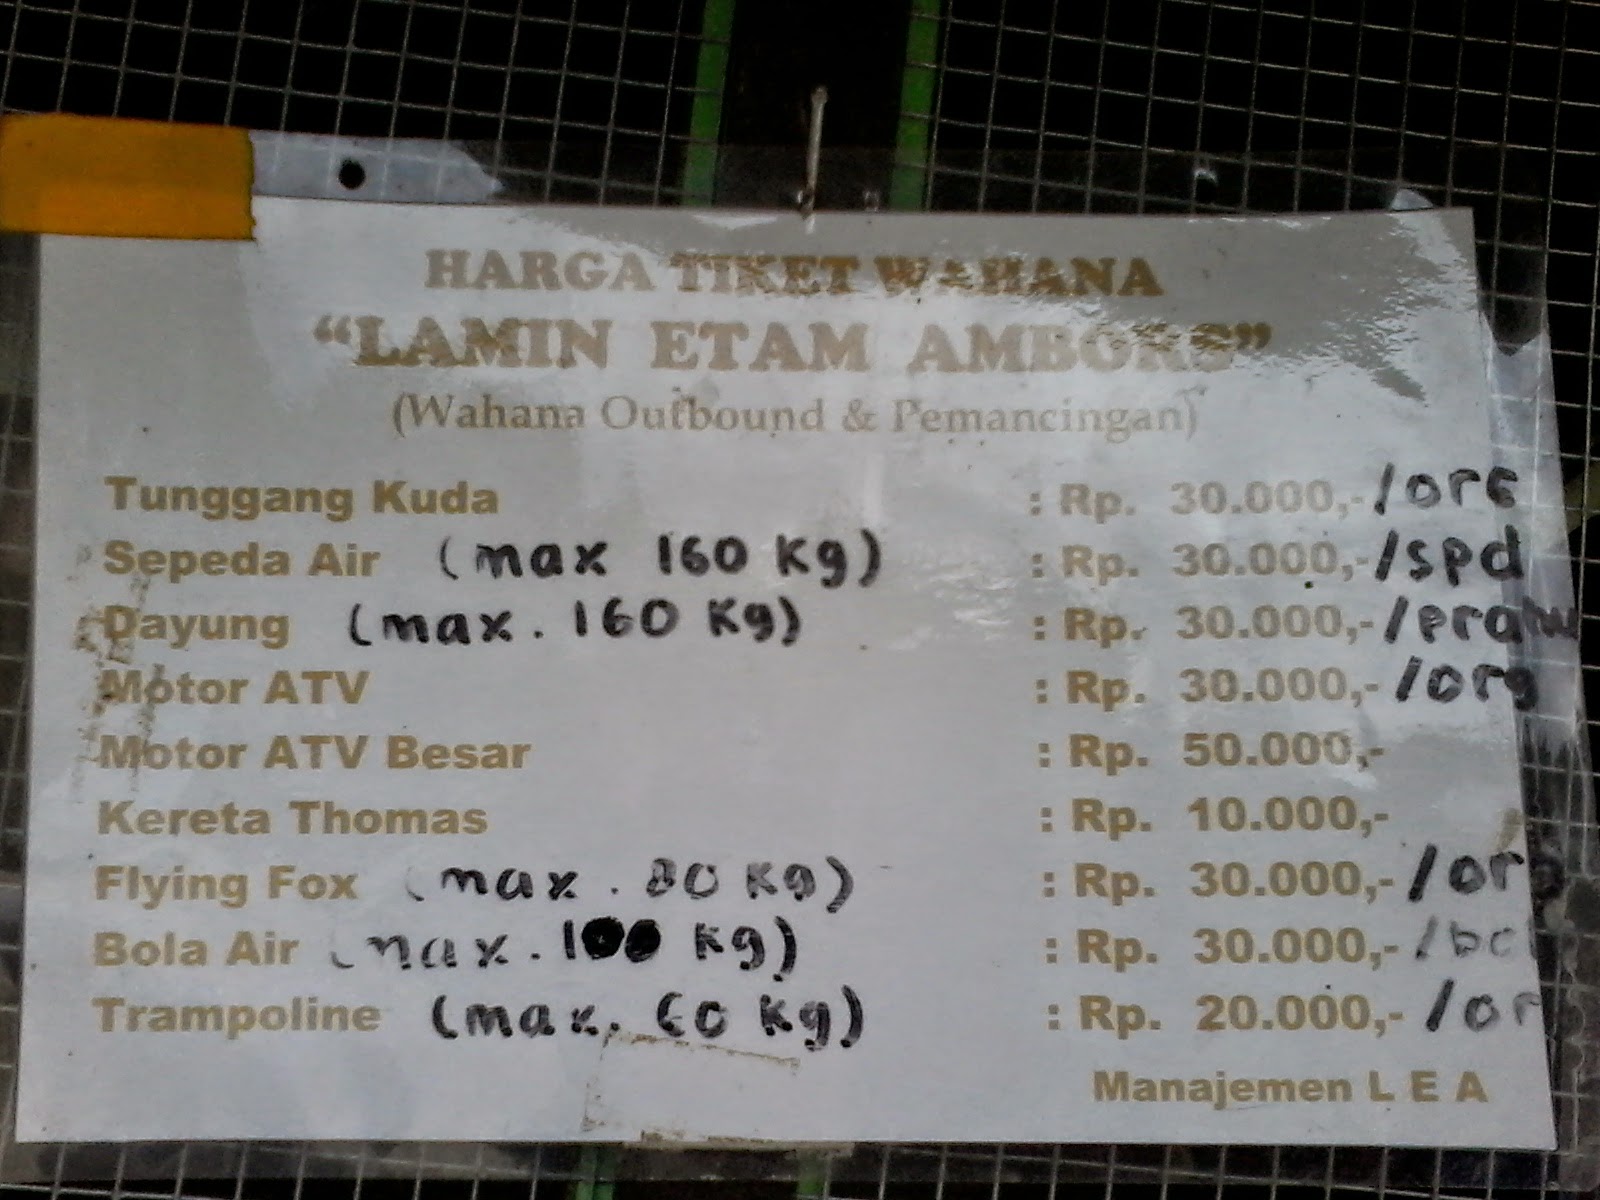 HARGA TIKET WAHANA
“LAMIN ETAM AMBORS”
(Wahana Outbound & Pemancingan)
Tunggang Kuda : Rp. 30.000,- /org
Sepeda Air (max 160 Kg) : Rp. 30.000,- /spd
Dayung (max. 160 Kg) : Rp. 30.000,- /perahu
Motor ATV : Rp. 30.000,- /org
Motor ATV Besar : Rp. 50.000,-
Kereta Thomas : Rp. 10.000,-
Flying Fox (max. 80 Kg) : Rp. 30.000,- /org
Bola Air (max. 100 Kg) : Rp. 30.000,-
Trampoline (max. 60 Kg) : Rp. 20.000,- /or
Manajemen L E A